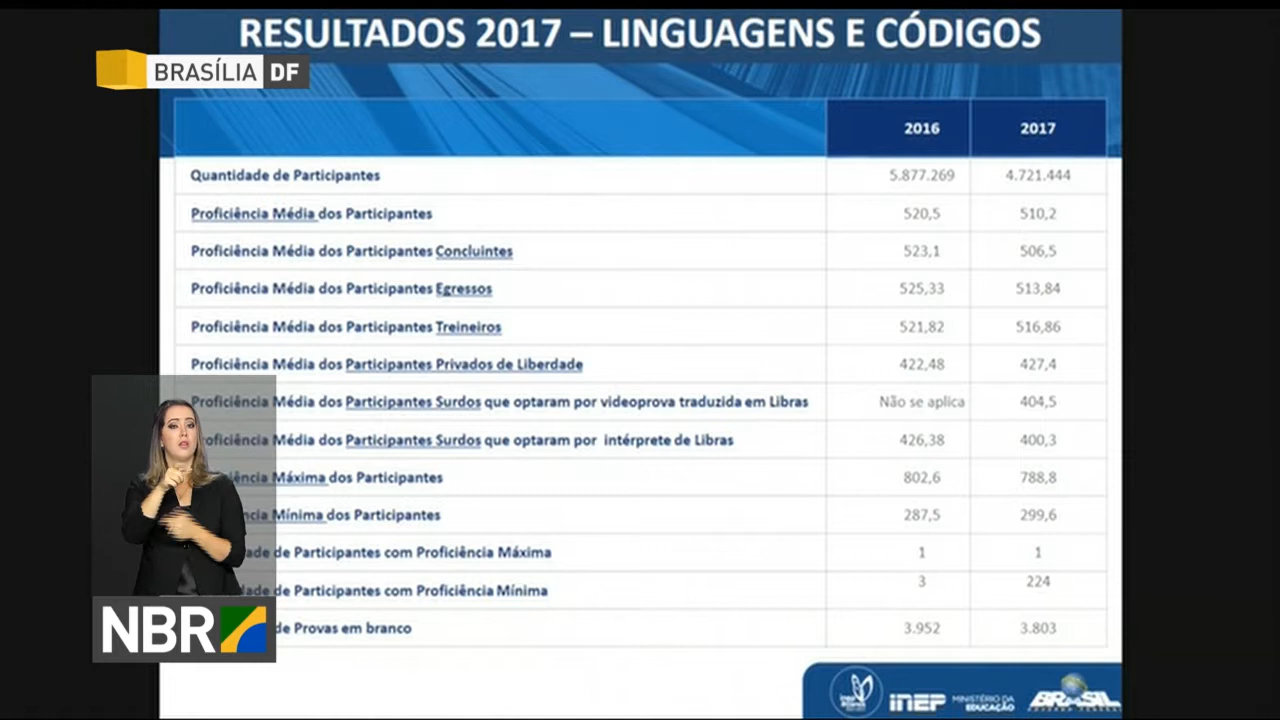 RESULTADOS 2017 – LINGUAGENS E CÓDIGOS
BRASÍLIA DF
2016 2017
Quantidade de Participantes 5.877.269 4.721.444
Proficiência Média dos Participantes 520,5 510,2
Proficiência Média dos Participantes Concluintes 523,1 506,5
Proficiência Média dos Participantes Egressos 525,33 513,84
Proficiência Média dos Participantes Treineiros 521,82 516,86
Proficiência Média dos Participantes Privados de Liberdade 422,48 427,4
Proficiência Média dos Participantes Surdos que optaram por videoprova traduzida em Libras Não se aplica 404,5
roficiência Média dos Participantes Surdos que optaram por intérprete de Libras 426,38 400,3
ência Máxima dos Participantes 802,6 788,8
ncia Mínima dos Participantes 287,5 299,6
ade de Participantes com Proficiência Máxima 1 1
dade de Participantes com Proficiência Mínima 3 224
de Provas em branco 3.952 3.803
NBR
INEP MINISTÉRIO DA EDUCAÇÃO BRASIL
GOVERNO FEDERAL